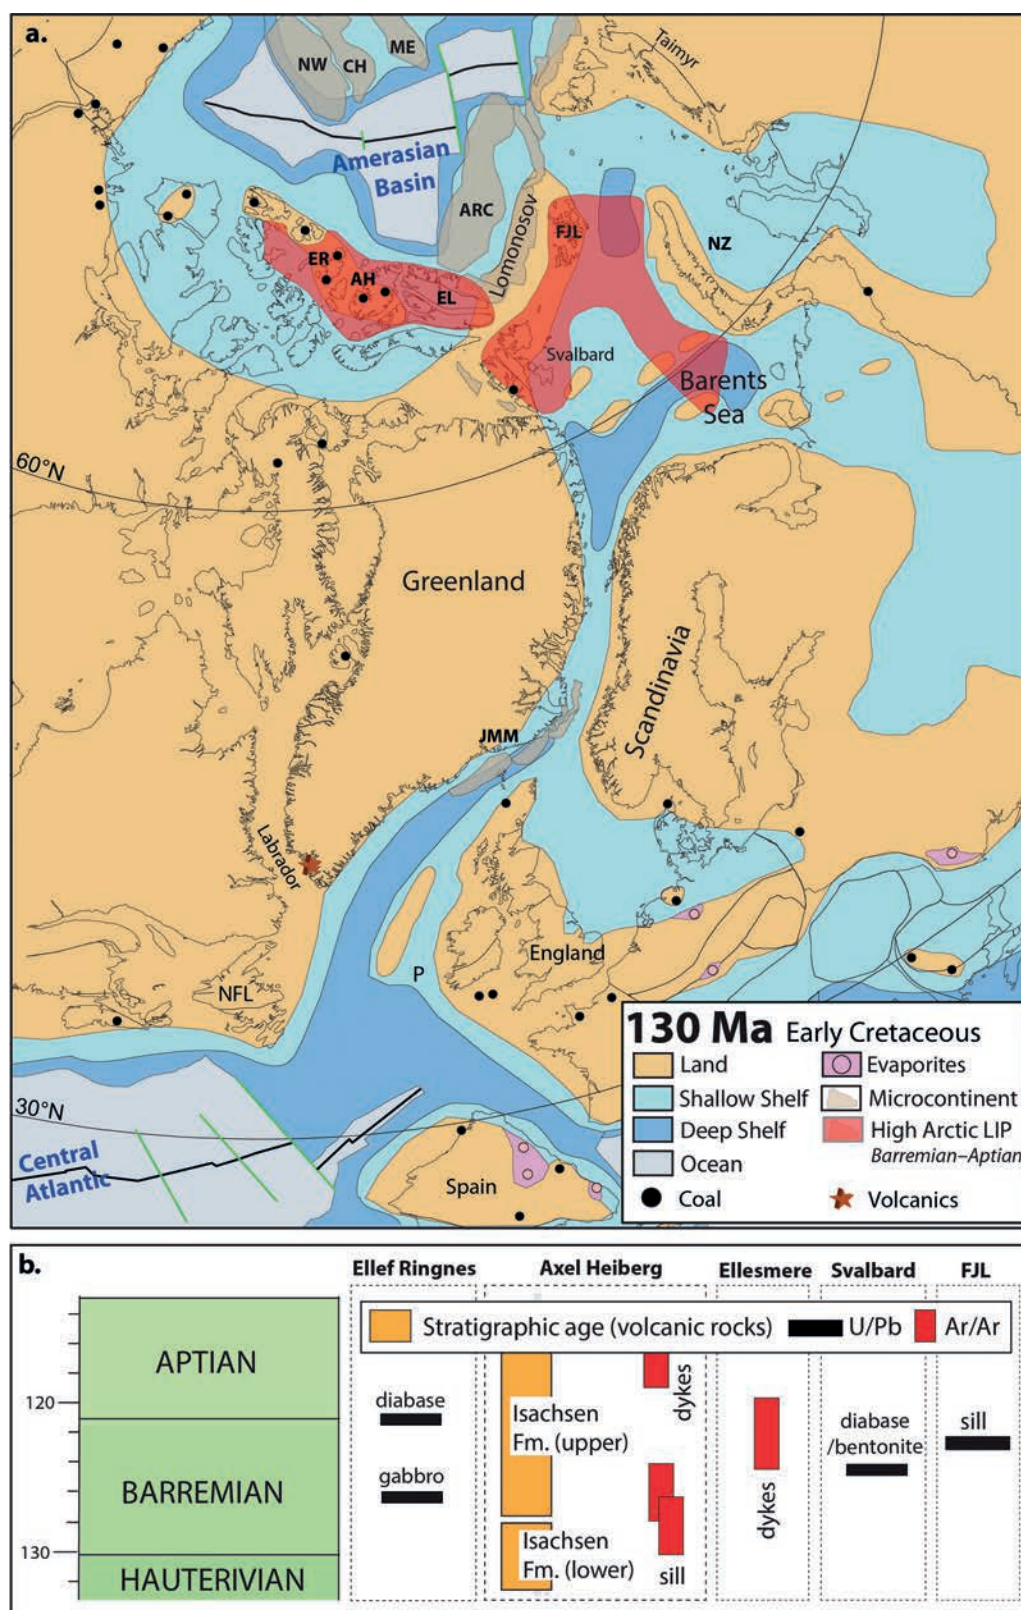 a.
NW
CH
ME
Taimyr
Amerasian
Basin
ARC
Lomonosov
FJL
NZ
ER
AH
EL
Svalbard
Barents
Sea
60°N
Greenland
Scandinavia
JMM
Labrador
England
P
NFL
30°N
Central
Atlantic
Spain
130 Ma Early Cretaceous
Land
Evaporites
Shallow Shelf
Microcontinent
Deep Shelf
High Arctic LIP
Barremian–Aptian
Ocean
Coal
Volcanics
b.
Ellef Ringnes
Axel Heiberg
Ellesmere
Svalbard
FJL
Stratigraphic age (volcanic rocks)
U/Pb
Ar/Ar
APTIAN
120
diabase
Isachsen
Fm. (upper)
dykes
diabase
/bentonite
sill
BARREMIAN
gabbro
dykes
130
Isachsen
Fm. (lower)
sill
HAUTERIVIAN